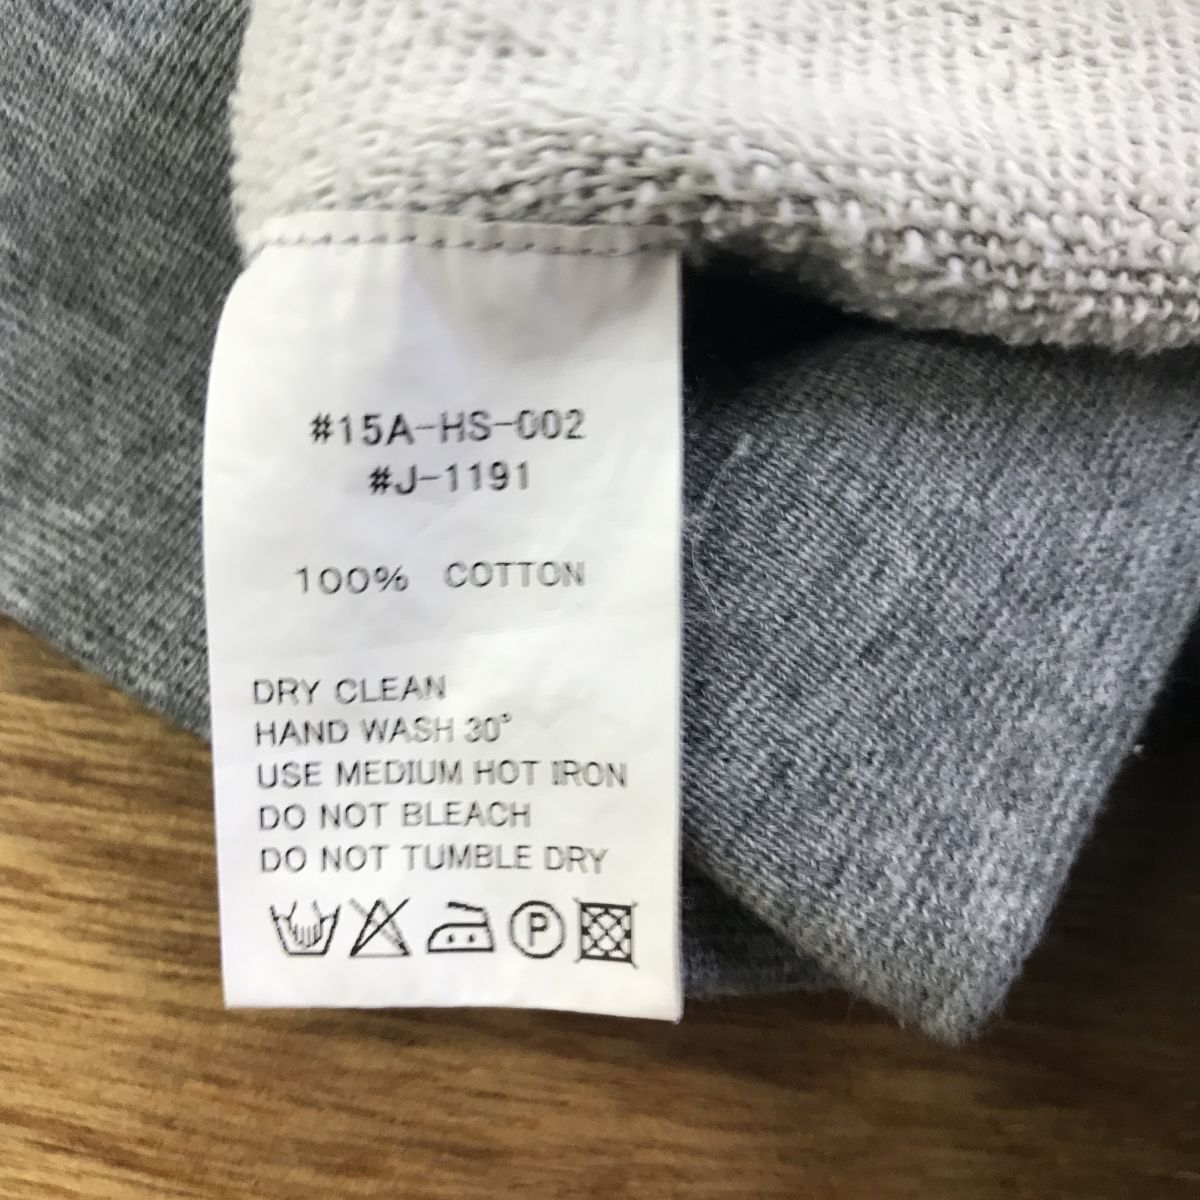 #15A-HS-002
#J-1191
100% COTTON
DRY CLEAN
HAND WASH 30°
USE MEDIUM HOT IRON
DO NOT BLEACH
DO NOT TUMBLE DRY
P